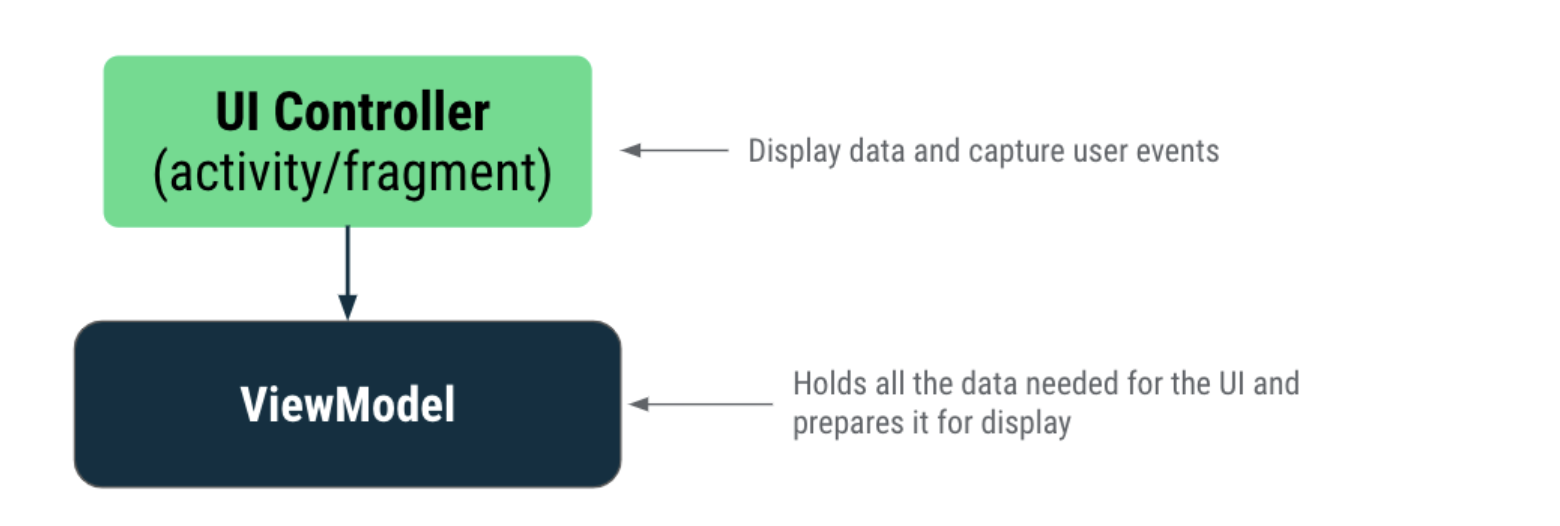 UI Controller
(activity/fragment)
Display data and capture user events
ViewModel
Holds all the data needed for the UI and
prepares it for display